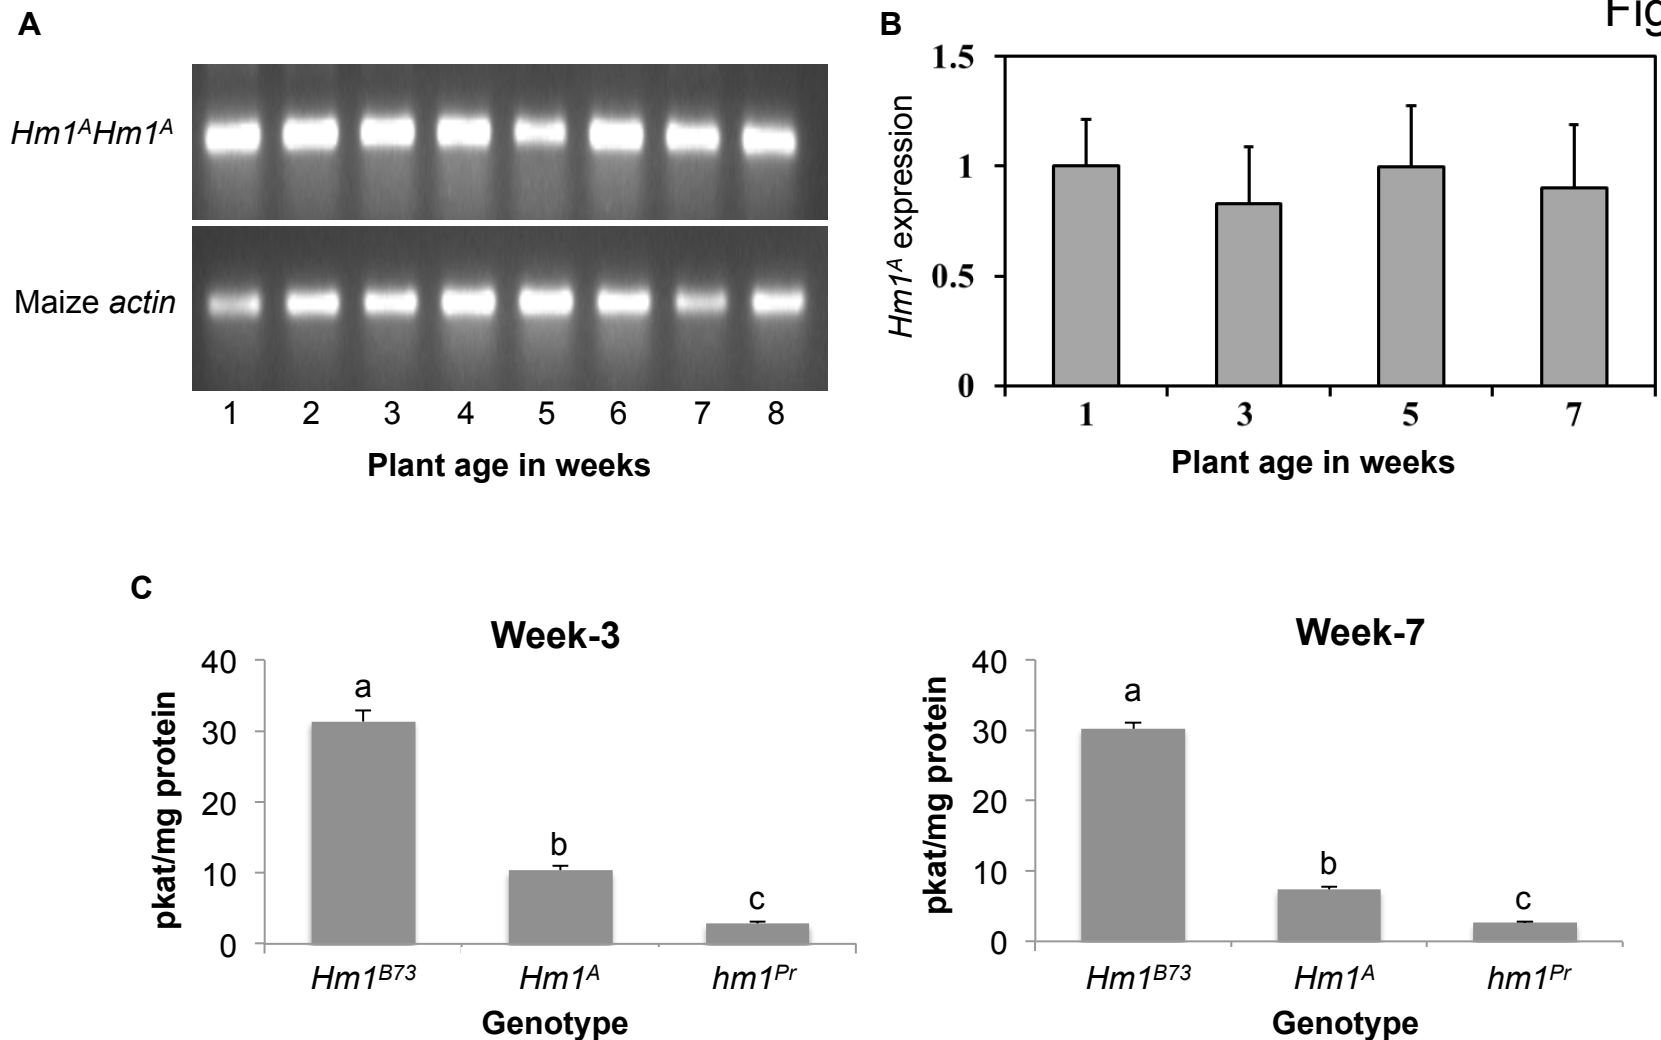 A
B
Fig
Hm1ᴬHm1ᴬ
Maize actin
1 2 3 4 5 6 7 8
Plant age in weeks
Hm1ᴬ expression
1.5
1
0.5
0
1 3 5 7
Plant age in weeks
C
Week-3
pkat/mg protein
40
30
20
10
0
a
b
c
Hm1ᴮ⁷³ Hm1ᴬ hm1ᴾʳ
Genotype
Week-7
pkat/mg protein
40
30
20
10
0
a
b
c
Hm1ᴮ⁷³ Hm1ᴬ hm1ᴾʳ
Genotype